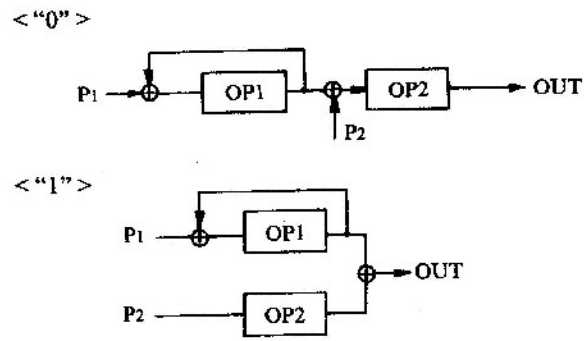 < “0” >
P1 OP1 OP2 OUT
P2
< “1” >
P1 OP1
OUT
P2 OP2